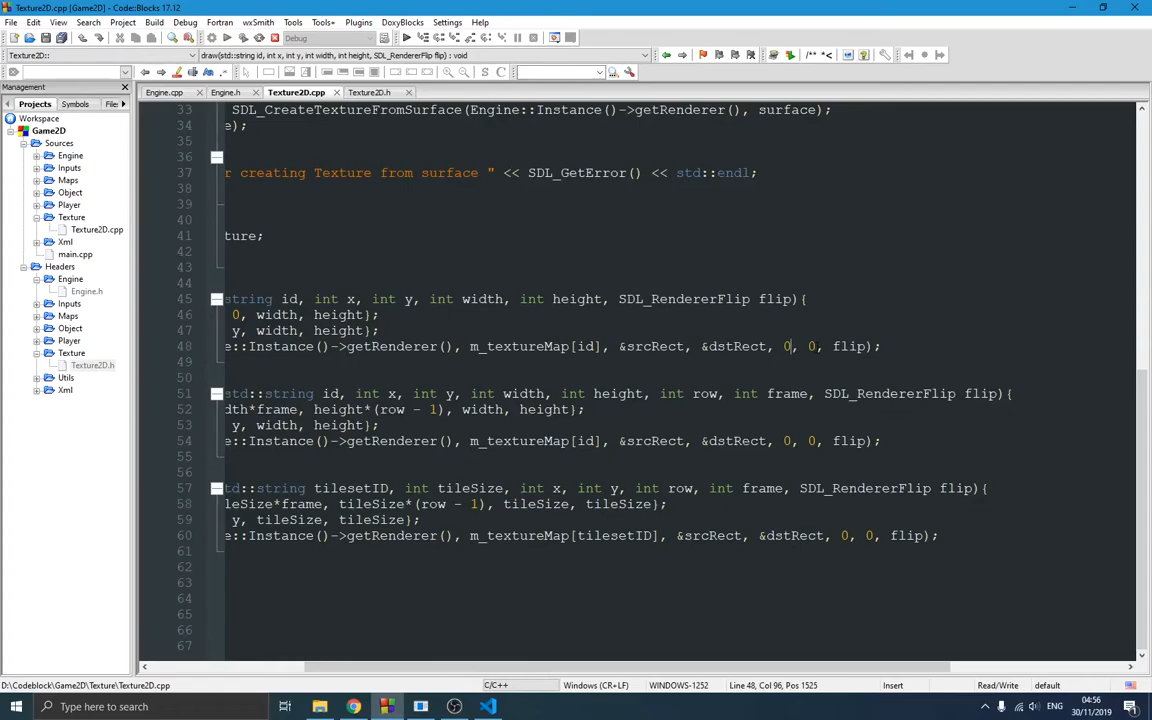 Texture2D.cpp [Game2D] - Code::Blocks 17.12
File Edit View Search Project Build Debug Fortran wxSmith Tools Tools+ Plugins DoxyBlocks Settings Help
Debug
Texture2D:: draw(std::string id, int x, int y, int width, int height, SDL_RendererFlip flip) : void
/** *<
S C
Management
Projects Symbols File
Engine.cpp Engine.h Texture2D.cpp Texture2D.h
Workspace
Game2D
Sources
Engine
Inputs
Maps
Object
Player
Texture
Texture2D.cpp
Xml
main.cpp
Headers
Engine
Engine.h
Inputs
Maps
Object
Player
Texture
Texture2D.h
Utils
Xml
33 SDL_CreateTextureFromSurface(Engine::Instance()->getRenderer(), surface);
34 e);
35
36
37 r creating Texture from surface " << SDL_GetError() << std::endl;
38
39
40
41 ture;
42
43
44
45 string id, int x, int y, int width, int height, SDL_RendererFlip flip){
46 0, width, height};
47 y, width, height};
48 e::Instance()->getRenderer(), m_textureMap[id], &srcRect, &dstRect, 0, 0, flip);
50
51 std::string id, int x, int y, int width, int height, int row, int frame, SDL_RendererFlip flip){
52 dth*frame, height*(row - 1), width, height};
53 y, width, height};
54 e::Instance()->getRenderer(), m_textureMap[id], &srcRect, &dstRect, 0, 0, flip);
55
56
57 td::string tilesetID, int tileSize, int x, int y, int row, int frame, SDL_RendererFlip flip){
58 leSize*frame, tileSize*(row - 1), tileSize, tileSize};
59 y, tileSize, tileSize};
60 e::Instance()->getRenderer(), m_textureMap[tilesetID], &srcRect, &dstRect, 0, 0, flip);
61
62
63
64
65
66
67
D:\Codeblock\Game2D\Texture\Texture2D.cpp C/C++ Windows (CR+LF) WINDOWS-1252 Line 48, Col 96, Pos 1525 Insert Read/Write default
Type here to search
ENG
04:56
30/11/2019